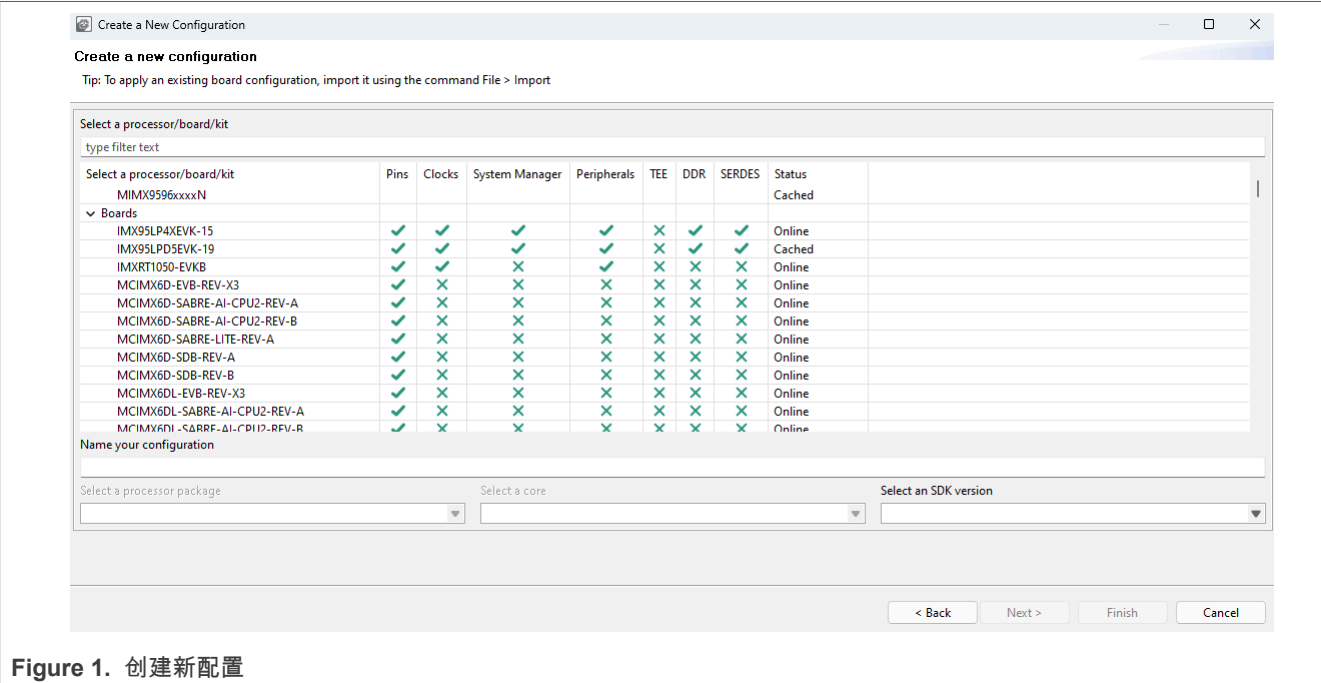 Create a New Configuration
Create a new configuration
Tip: To apply an existing board configuration, import it using the command File > Import
Select a processor/board/kit
type filter text
Select a processor/board/kit Pins Clocks System Manager Peripherals TEE DDR SERDES Status
MIMX9596xxxxN Cached
Boards
IMX95LP4XEVK-15 ✓ ✓ ✓ ✓ ✕ ✓ ✓ Online
IMX95LPD5EVK-19 ✓ ✓ ✓ ✓ ✕ ✓ ✓ Cached
IMXRT1050-EVKB ✓ ✓ ✕ ✓ ✕ ✕ ✕ Online
MCIMX6D-EVB-REV-X3 ✓ ✕ ✕ ✕ ✕ ✕ ✕ Online
MCIMX6D-SABRE-AI-CPU2-REV-A ✓ ✕ ✕ ✕ ✕ ✕ ✕ Online
MCIMX6D-SABRE-AI-CPU2-REV-B ✓ ✕ ✕ ✕ ✕ ✕ ✕ Online
MCIMX6D-SABRE-LITE-REV-A ✓ ✕ ✕ ✕ ✕ ✕ ✕ Online
MCIMX6D-SDB-REV-A ✓ ✕ ✕ ✕ ✕ ✕ ✕ Online
MCIMX6D-SDB-REV-B ✓ ✕ ✕ ✕ ✕ ✕ ✕ Online
MCIMX6DL-EVB-REV-X3 ✓ ✕ ✕ ✕ ✕ ✕ ✕ Online
MCIMX6DL-SABRE-AI-CPU2-REV-A ✓ ✕ ✕ ✕ ✕ ✕ ✕ Online
MCIMX6DL-SABRE-AI-CPU2-REV-B ✓ ✕ ✕ ✕ ✕ ✕ ✕ Online
Name your configuration
Select a processor package Select a core Select an SDK version
< Back Next > Finish Cancel
Figure 1. 创建新配置